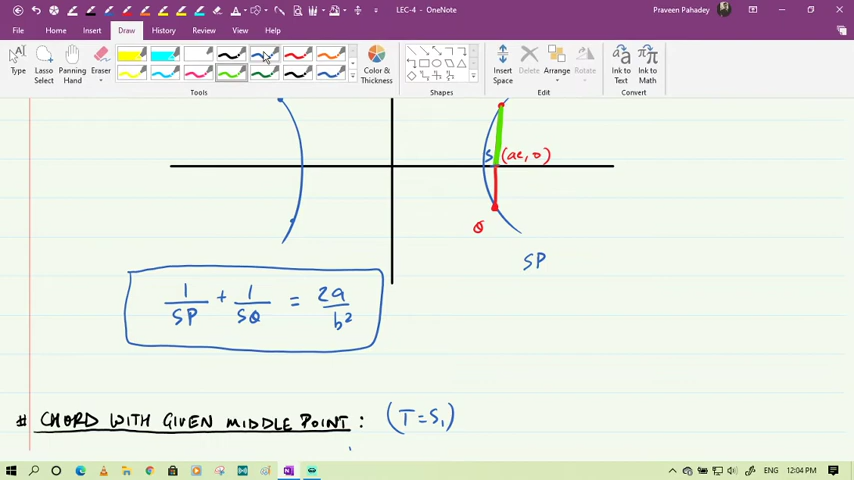 LEC-4 - OneNote
Praveen Pahadey
File Home Insert Draw History Review View Help
Type
Lasso Select
Panning Hand
Eraser
Color & Thickness
Insert Space
Arrange
Rotate
Ink to Text
Ink to Math
Tools
Shapes
Edit
Convert
S (ae, 0)
Q
SP
1/SP + 1/SQ = 2a/b²
# CHORD WITH GIVEN MIDDLE POINT : (T=S₁)
ENG 12:04 PM